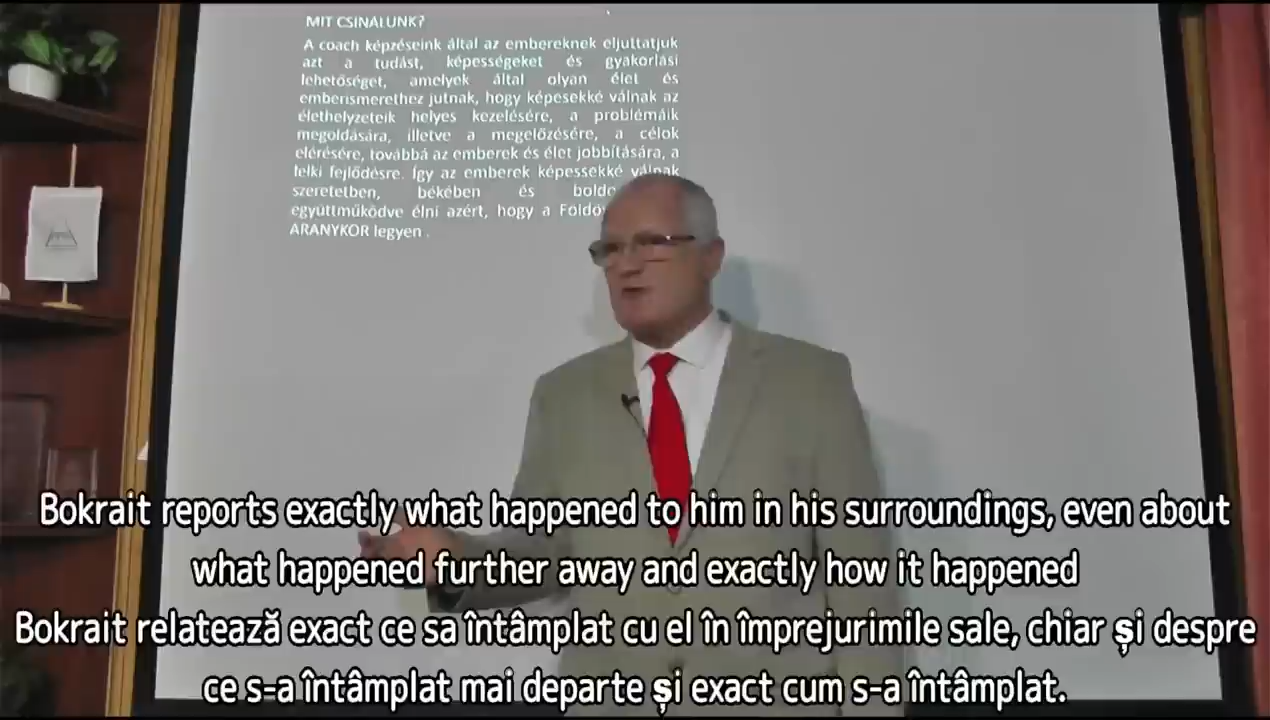 MIT CSINÁLUNK?
A coach képzéseink által az embereknek eljuttatjuk
azt a tudást, képességeket és gyakorlási
lehetőséget, amelyek által olyan élet és
emberismerethez jutnak, hogy képesekké válnak az
élethelyzeteik helyes kezelésére, a problémáik
megoldására, illetve a megelőzésére, a célok
elérésére, továbbá az emberek és élet jobbítására, a
lelki fejlődésre. Így az emberek képessekké válnak
szeretetben, békében és
együttműködve élni azért, hogy a
ARANYKOR legyen .
Bokrait reports exactly what happened to him in his surroundings, even about
what happened further away and exactly how it happened
Bokrait relatează exact ce sa întâmplat cu el în împrejurimile sale, chiar și despre
ce s-a întâmplat mai departe și exact cum s-a întâmplat.